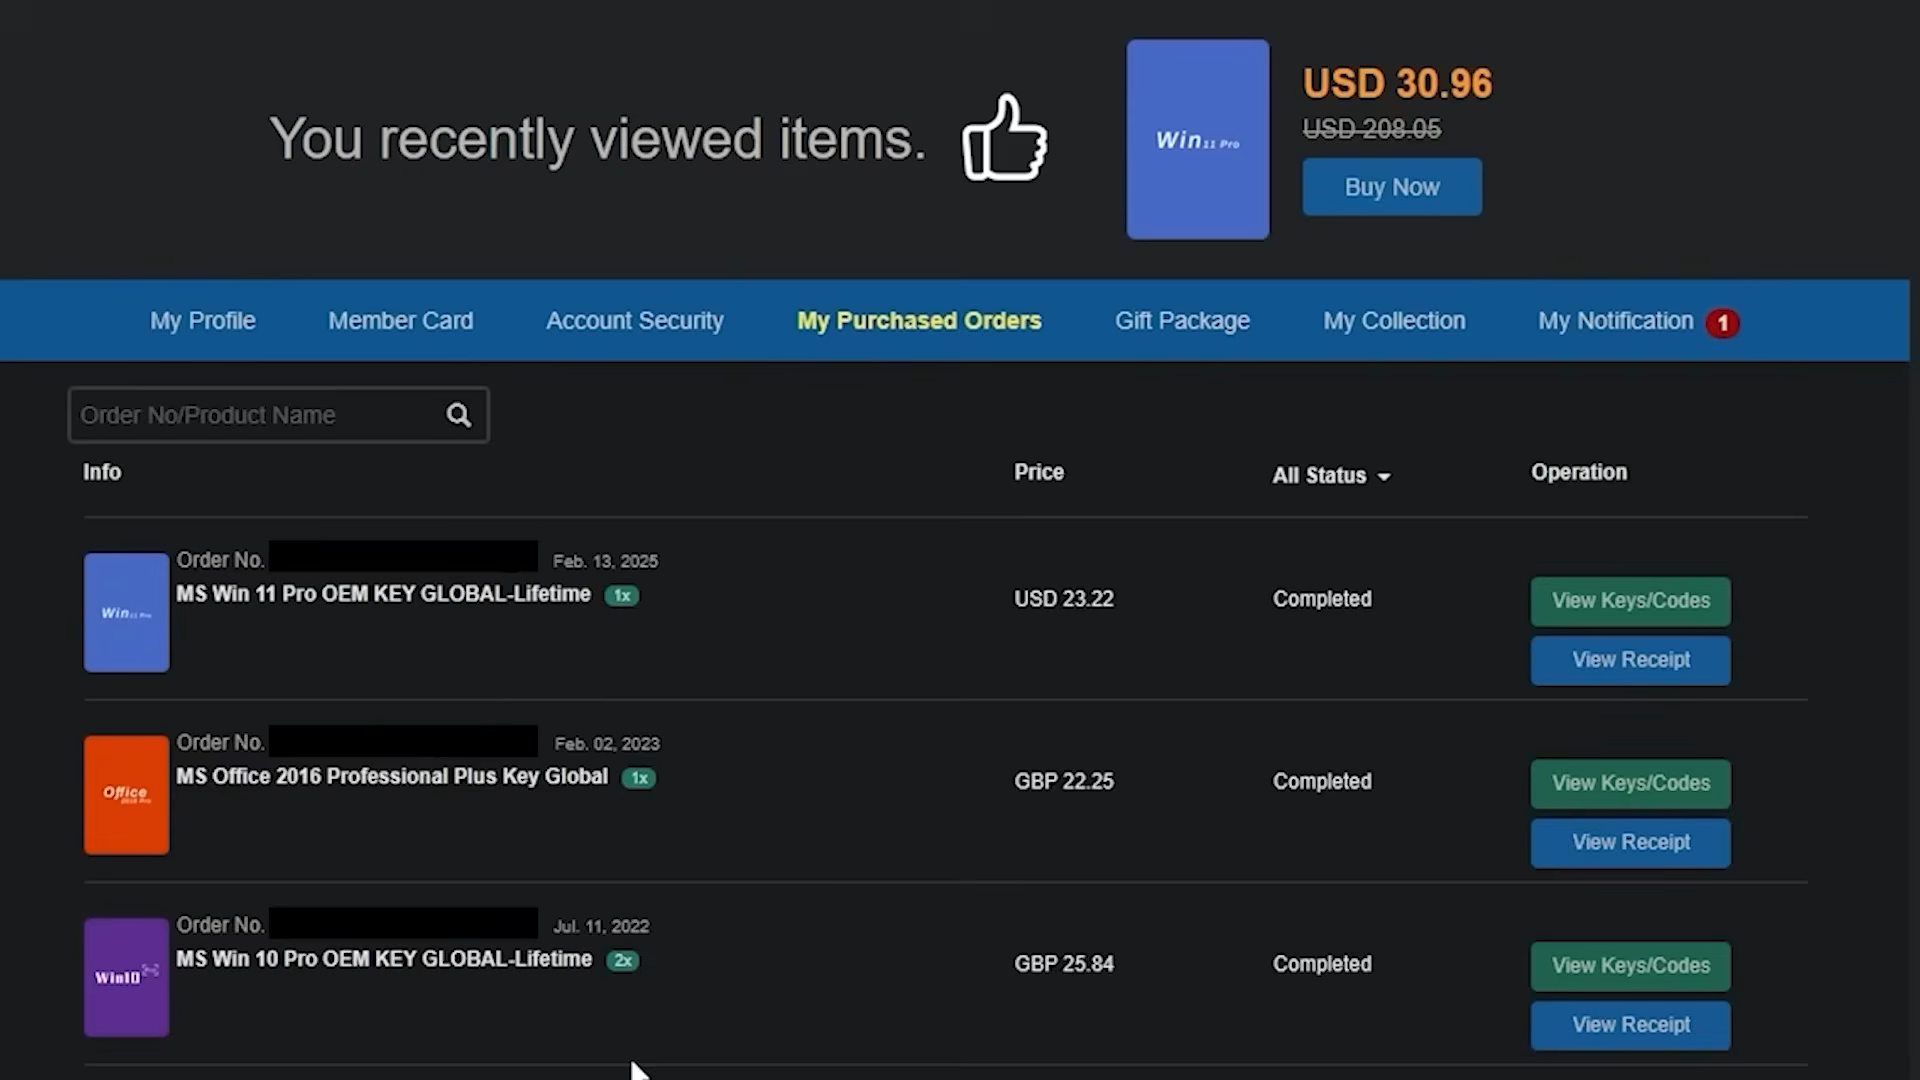 You recently viewed items.
Win 11 Pro
USD 30.96
USD 208.05
Buy Now
My Profile
Member Card
Account Security
My Purchased Orders
Gift Package
My Collection
My Notification 1
Order No/Product Name
Info
Price
All Status
Operation
Order No.
Feb. 13, 2025
MS Win 11 Pro OEM KEY GLOBAL-Lifetime 1x
Win 11 Pro
USD 23.22
Completed
View Keys/Codes
View Receipt
Order No.
Feb. 02, 2023
MS Office 2016 Professional Plus Key Global 1x
Office
2016 Pro
GBP 22.25
Completed
View Keys/Codes
View Receipt
Order No.
Jul. 11, 2022
MS Win 10 Pro OEM KEY GLOBAL-Lifetime 2x
Win10
GBP 25.84
Completed
View Keys/Codes
View Receipt